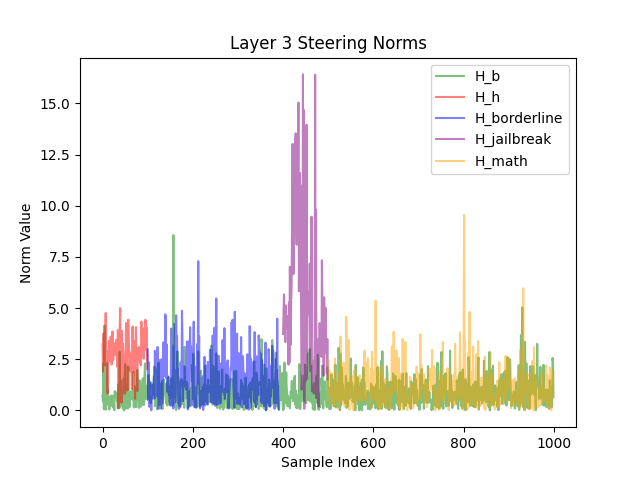 Layer 3 Steering Norms
H_b
H_h
H_borderline
H_jailbreak
H_math
Norm Value
15.0
12.5
10.0
7.5
5.0
2.5
0.0
0 200 400 600 800 1000
Sample Index